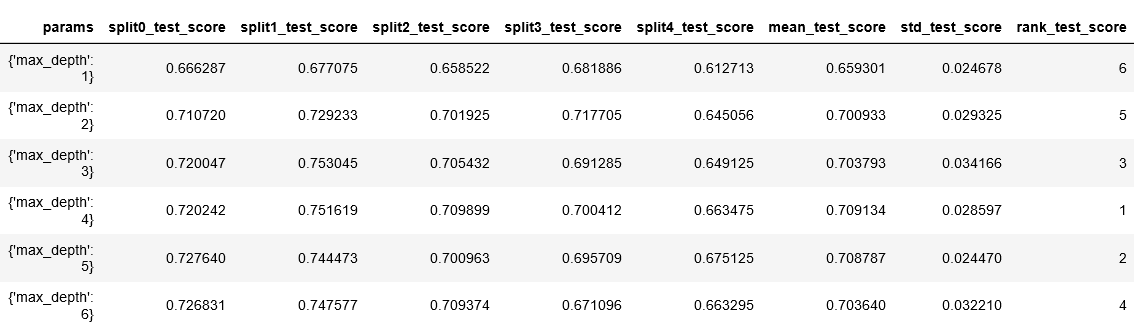 params split0_test_score split1_test_score split2_test_score split3_test_score split4_test_score mean_test_score std_test_score rank_test_score
{'max_depth':
1} 0.666287 0.677075 0.658522 0.681886 0.612713 0.659301 0.024678 6
{'max_depth':
2} 0.710720 0.729233 0.701925 0.717705 0.645056 0.700933 0.029325 5
{'max_depth':
3} 0.720047 0.753045 0.705432 0.691285 0.649125 0.703793 0.034166 3
{'max_depth':
4} 0.720242 0.751619 0.709899 0.700412 0.663475 0.709134 0.028597 1
{'max_depth':
5} 0.727640 0.744473 0.700963 0.695709 0.675125 0.708787 0.024470 2
{'max_depth':
6} 0.726831 0.747577 0.709374 0.671096 0.663295 0.703640 0.032210 4